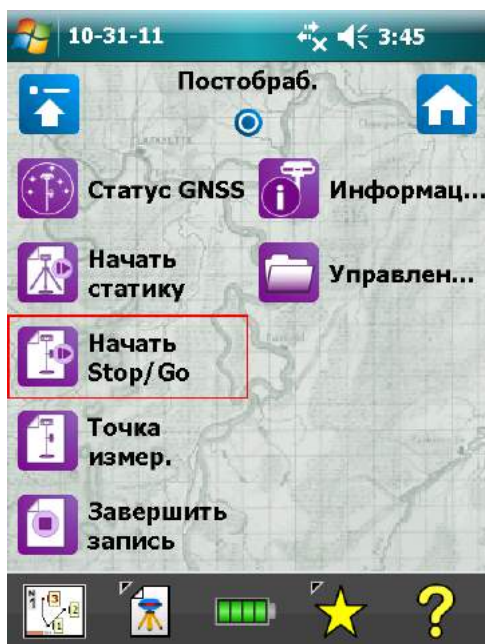 10-31-11
3:45
Постобраб.
Статус GNSS
Информац...
Начать
статику
Управлен...
Начать
Stop/Go
Точка
измер.
Завершить
запись